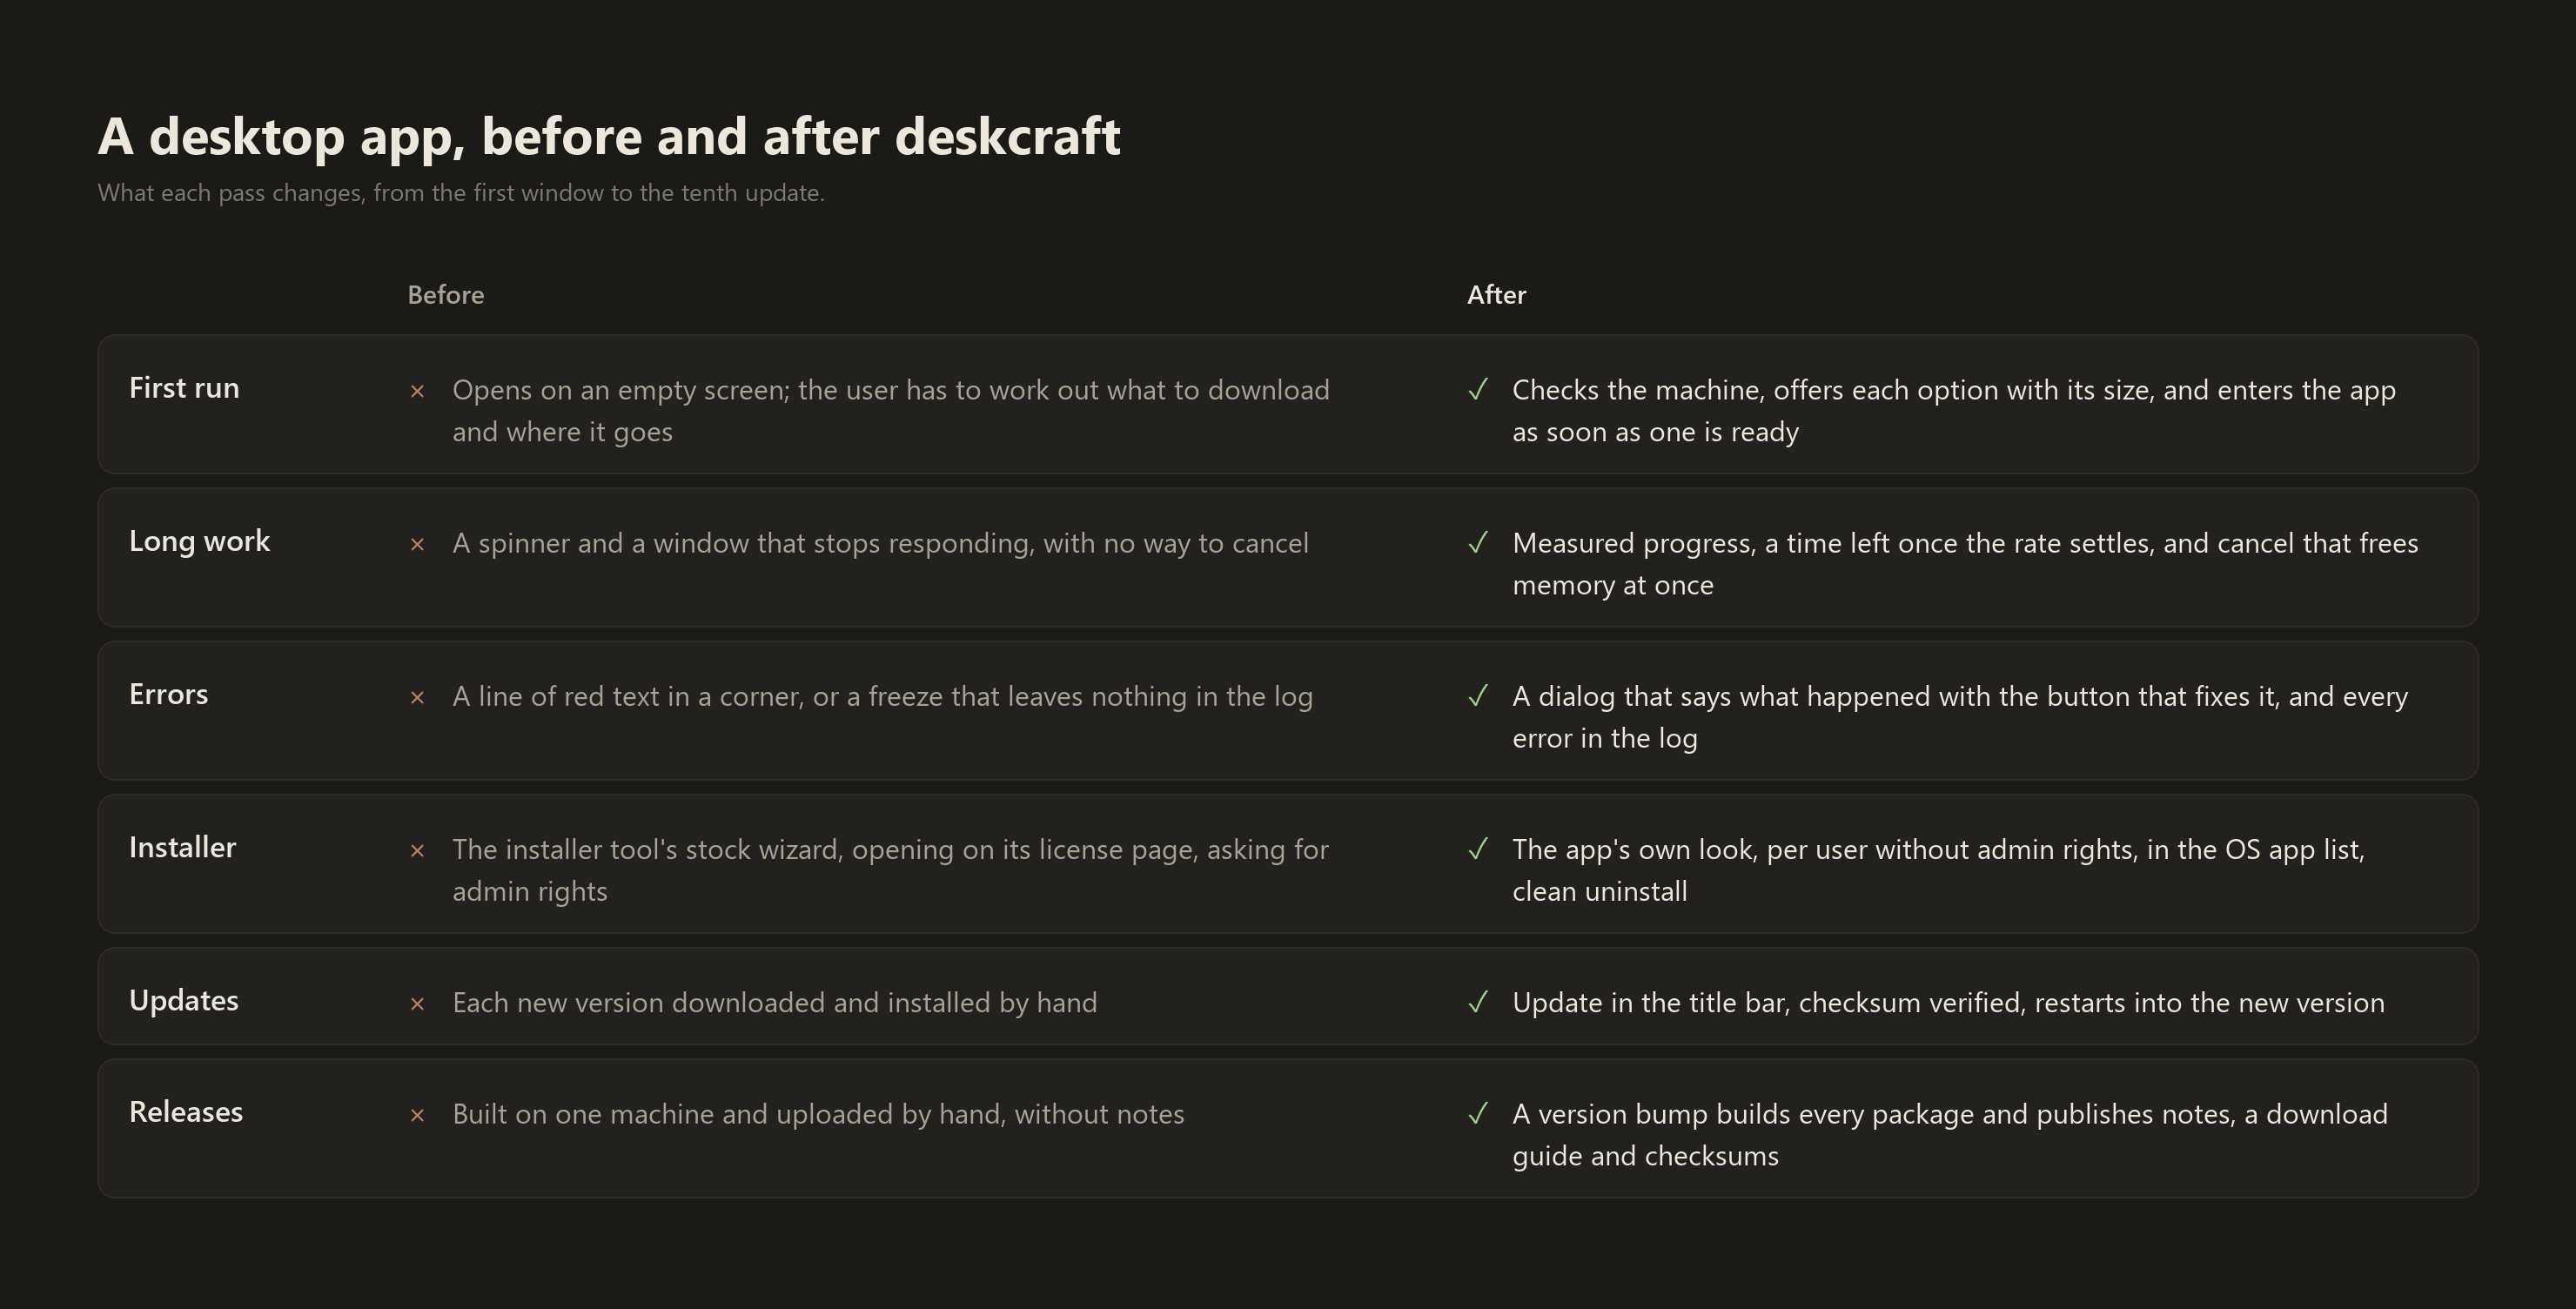 A desktop app, before and after deskcraft
What each pass changes, from the first window to the tenth update.
Before
After
First run
× Opens on an empty screen; the user has to work out what to download
and where it goes
✓ Checks the machine, offers each option with its size, and enters the app
as soon as one is ready
Long work
× A spinner and a window that stops responding, with no way to cancel
✓ Measured progress, a time left once the rate settles, and cancel that frees
memory at once
Errors
× A line of red text in a corner, or a freeze that leaves nothing in the log
✓ A dialog that says what happened with the button that fixes it, and every
error in the log
Installer
× The installer tool's stock wizard, opening on its license page, asking for
admin rights
✓ The app's own look, per user without admin rights, in the OS app list,
clean uninstall
Updates
× Each new version downloaded and installed by hand
✓ Update in the title bar, checksum verified, restarts into the new version
Releases
× Built on one machine and uploaded by hand, without notes
✓ A version bump builds every package and publishes notes, a download
guide and checksums